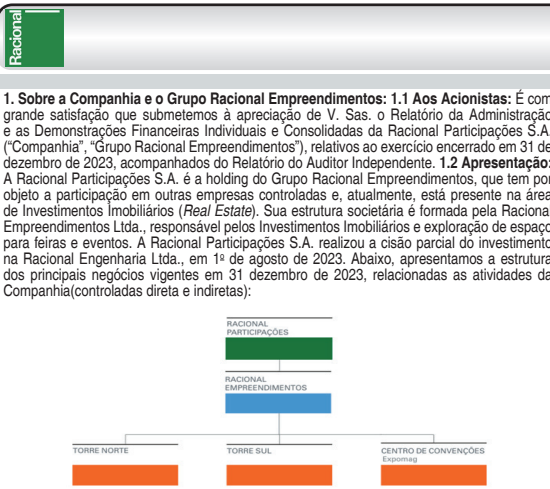 Racional
1. Sobre a Companhia e o Grupo Racional Empreendimentos: 1.1 Aos Acionistas: É com
grande satisfação que submetemos à apreciação de V. Sas. o Relatório da Administração
e as Demonstrações Financeiras Individuais e Consolidadas da Racional Participações S.A.
("Companhia", "Grupo Racional Empreendimentos"), relativos ao exercício encerrado em 31 de
dezembro de 2023, acompanhados do Relatório do Auditor Independente. 1.2 Apresentação:
A Racional Participações S.A. é a holding do Grupo Racional Empreendimentos, que tem por
objeto a participação em outras empresas controladas e, atualmente, está presente na área
de Investimentos Imobiliários (Real Estate). Sua estrutura societária é formada pela Racional
Empreendimentos Ltda., responsável pelos Investimentos Imobiliários e exploração de espaço
para feiras e eventos. A Racional Participações S.A. realizou a cisão parcial do investimento
na Racional Engenharia Ltda., em 1º de agosto de 2023. Abaixo, apresentamos a estrutura
dos principais negócios vigentes em 31 dezembro de 2023, relacionadas as atividades da
Companhia(controladas direta e indiretas):
RACIONAL
PARTICIPAÇÕES
RACIONAL
EMPREENDIMENTOS
TORRE NORTE
TORRE SUL
CENTRO DE CONVENÇÕES
Expomag